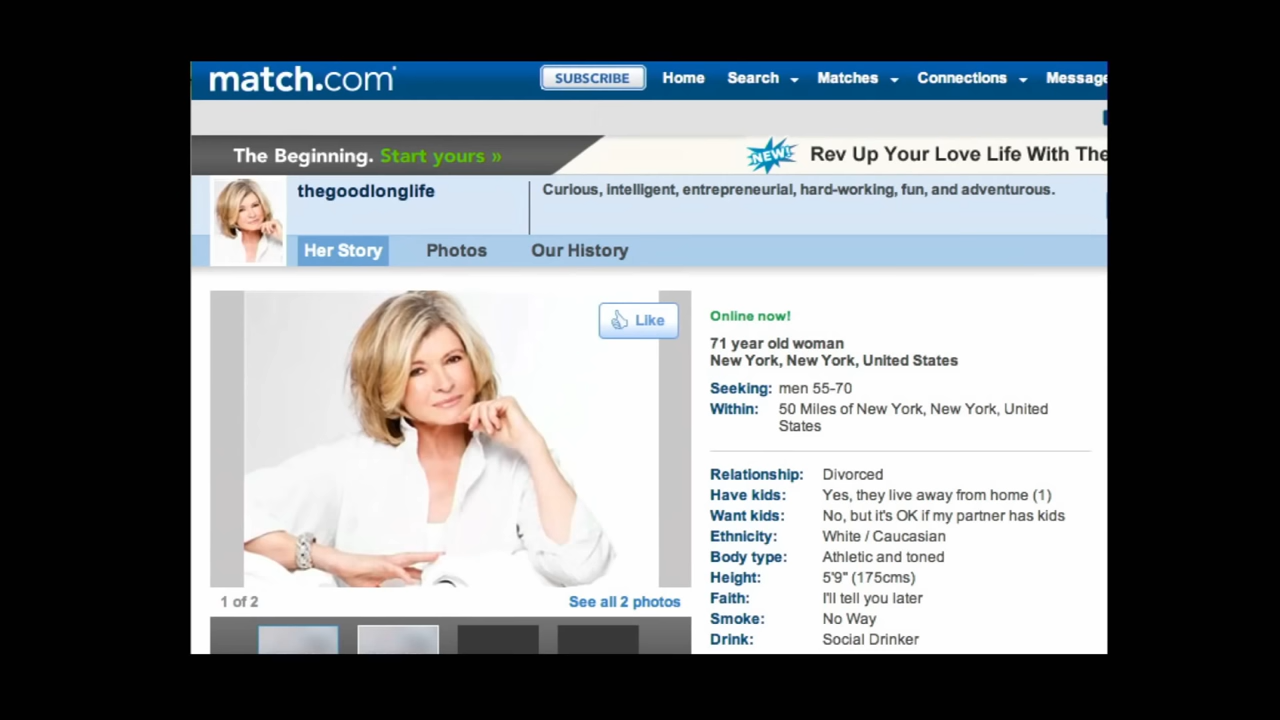 match.com
SUBSCRIBE
Home
Search
Matches
Connections
Message
The Beginning. Start yours »
NEW!
Rev Up Your Love Life With The
thegoodlonglife
Curious, intelligent, entrepreneurial, hard-working, fun, and adventurous.
Her Story
Photos
Our History
Like
1 of 2
See all 2 photos
Online now!
71 year old woman
New York, New York, United States
Seeking: men 55-70
Within: 50 Miles of New York, New York, United
States
Relationship: Divorced
Have kids: Yes, they live away from home (1)
Want kids: No, but it's OK if my partner has kids
Ethnicity: White / Caucasian
Body type: Athletic and toned
Height: 5'9" (175cms)
Faith: I'll tell you later
Smoke: No Way
Drink: Social Drinker